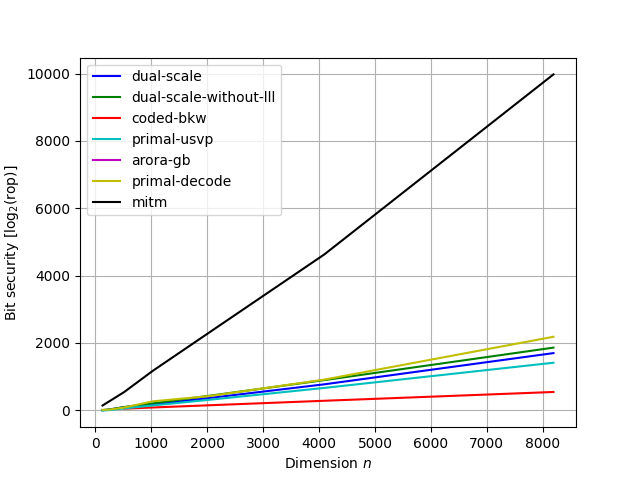 10000
8000
6000
4000
2000
0
Bit security [log₂(rop)]
dual-scale
dual-scale-without-lll
coded-bkw
primal-usvp
arora-gb
primal-decode
mitm
0 1000 2000 3000 4000 5000 6000 7000 8000
Dimension n